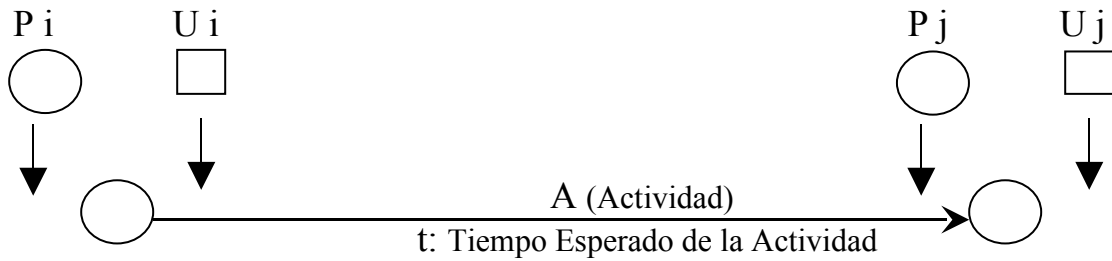 P i U i P j U j
A (Actividad)
t: Tiempo Esperado de la Actividad